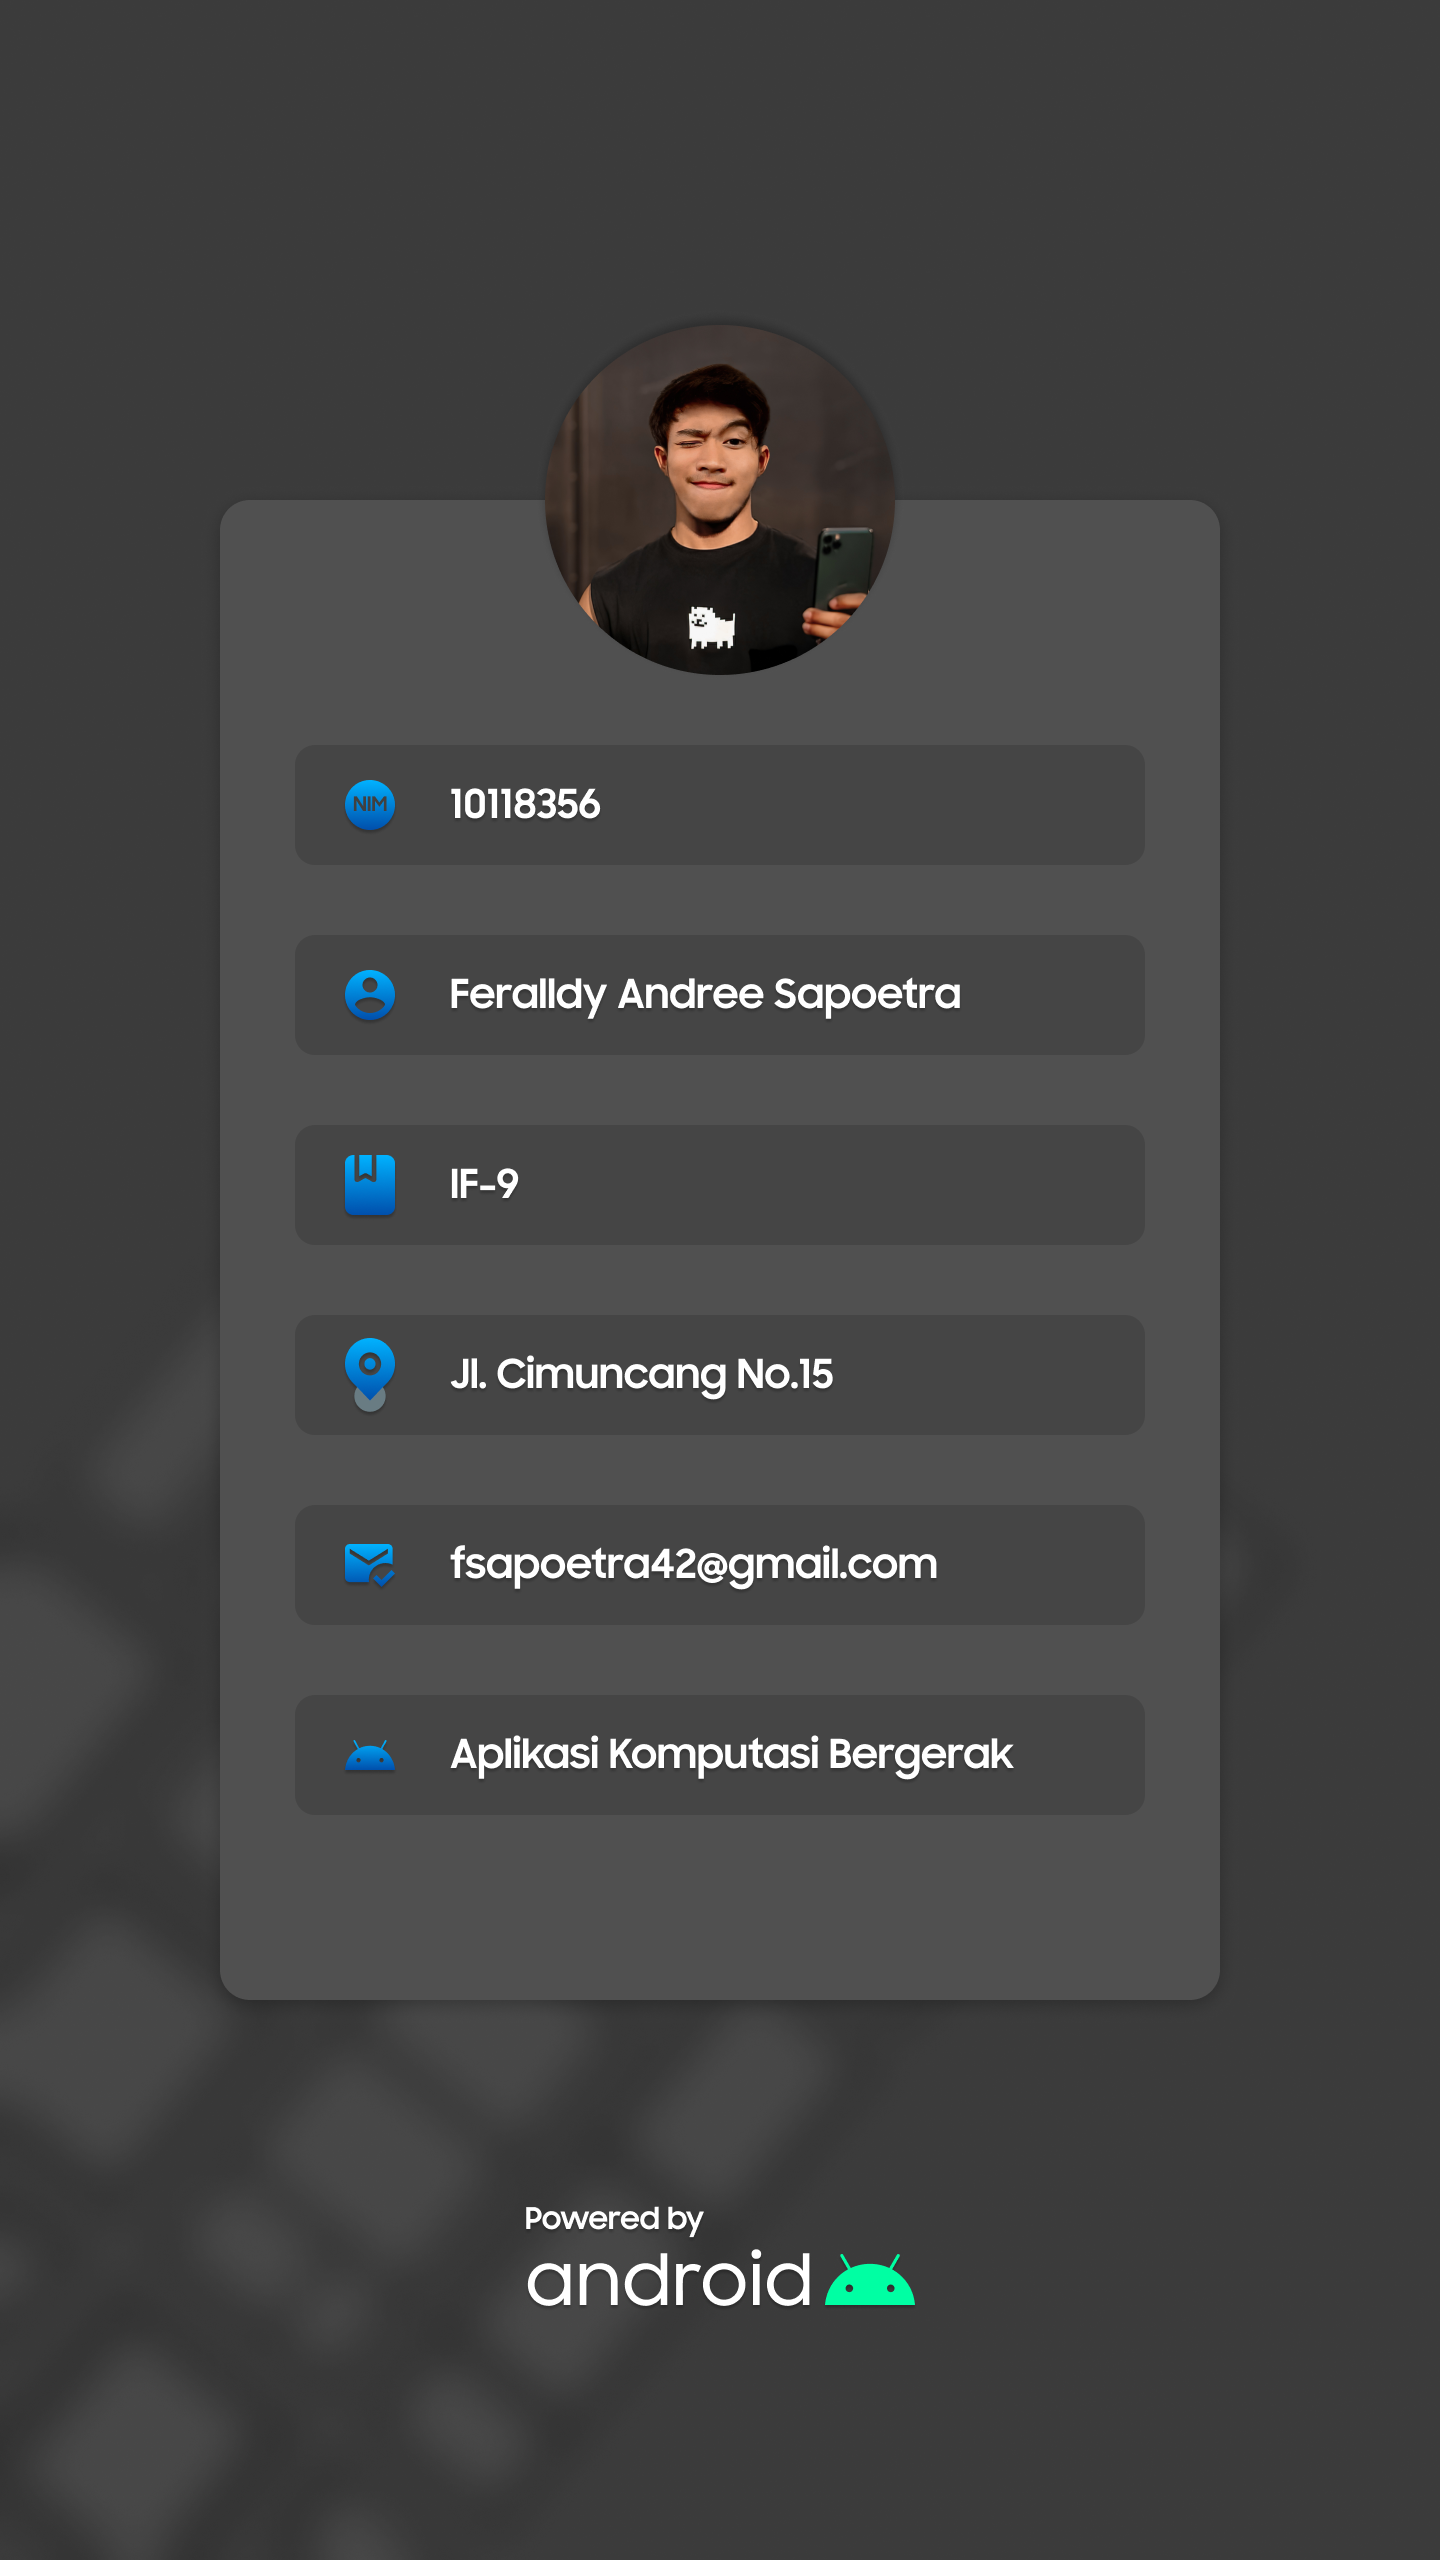 NIM
10118356
Feralldy Andree Sapoetra
IF-9
Jl. Cimuncang No.15
fsapoetra42@gmail.com
Aplikasi Komputasi Bergerak
Powered by
android